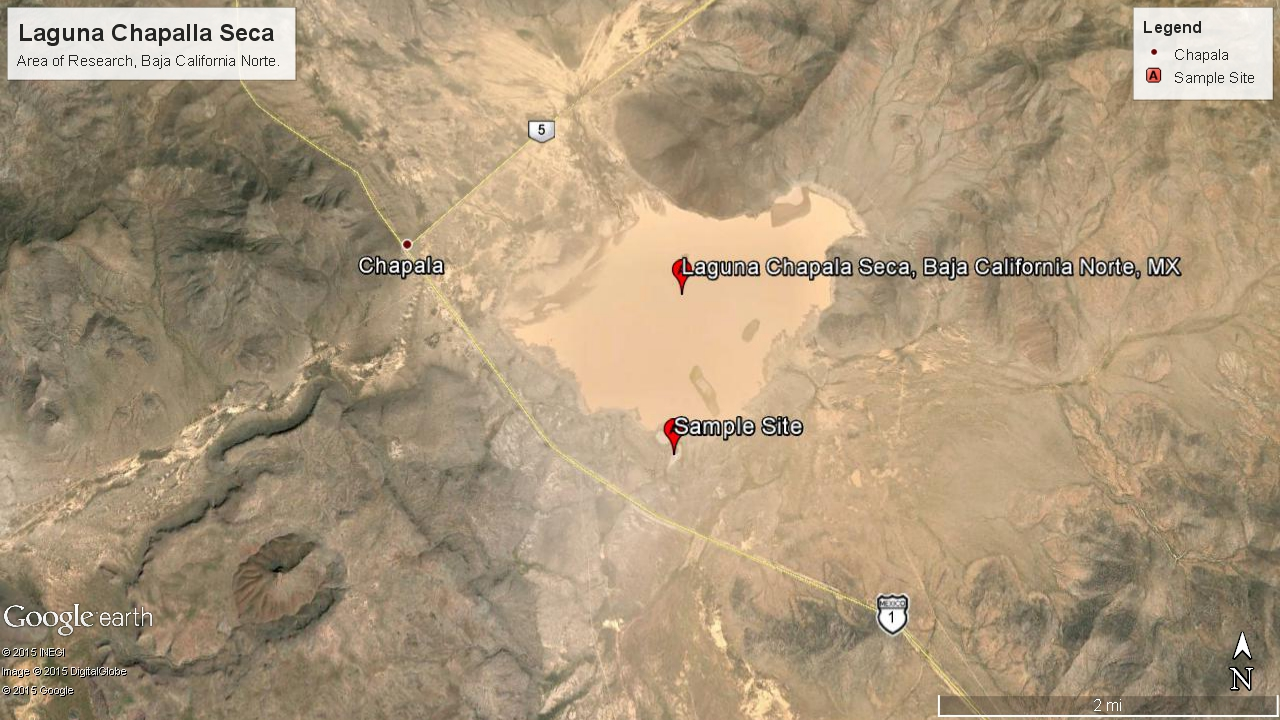 Laguna Chapalla Seca
Area of Research, Baja California Norte.
Legend
Chapala
A Sample Site
5
Chapala
Laguna Chapala Seca, Baja California Norte, MX
Sample Site
MEXICO
1
Google earth
© 2015 INEGI
Image © 2015 DigitalGlobe
© 2015 Google
N
2 mi